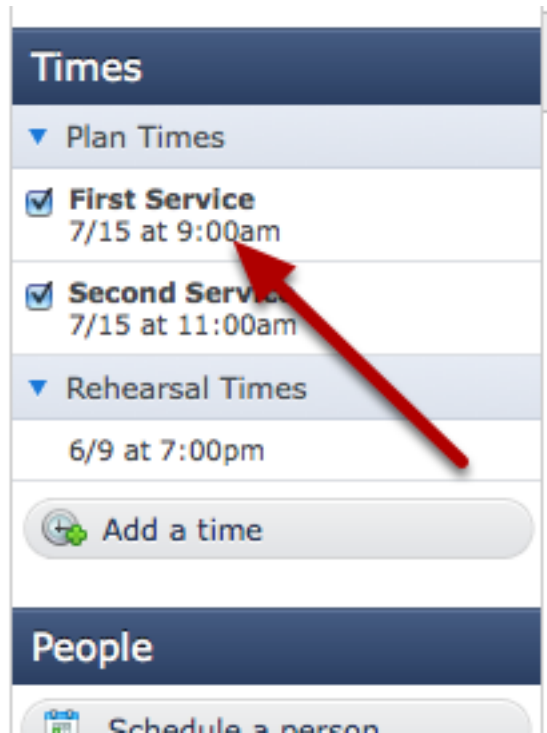 Times
Plan Times
First Service
7/15 at 9:00am
Second Service
7/15 at 11:00am
Rehearsal Times
6/9 at 7:00pm
Add a time
People
Schedule a person